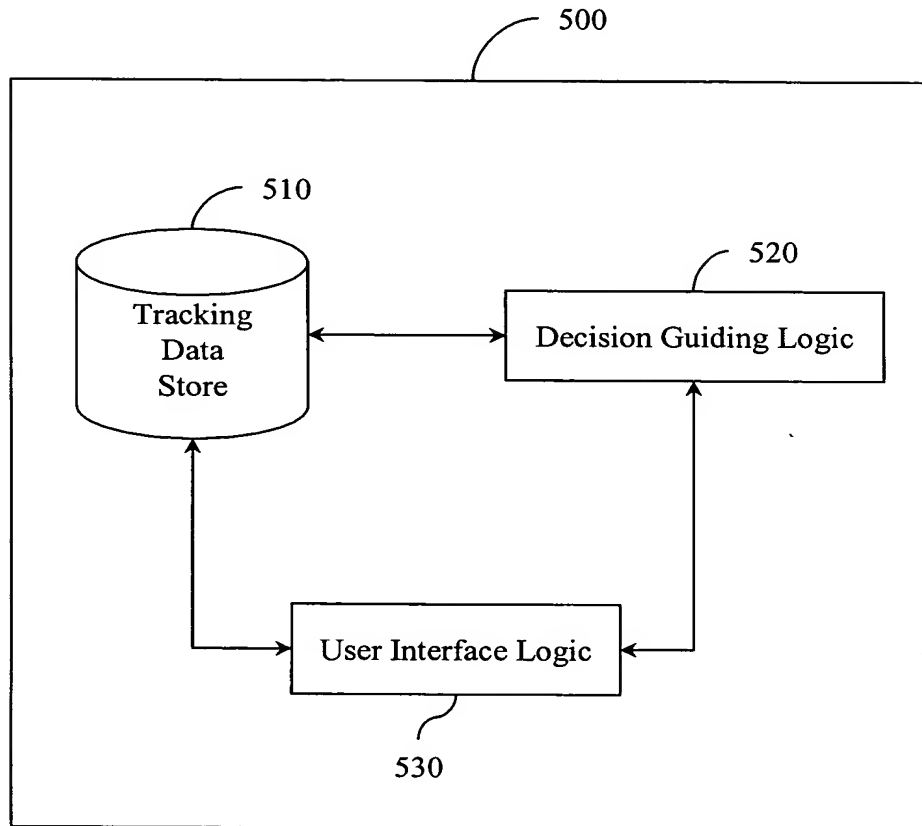 500
510
520
Tracking
Data
Store
Decision Guiding Logic
User Interface Logic
530